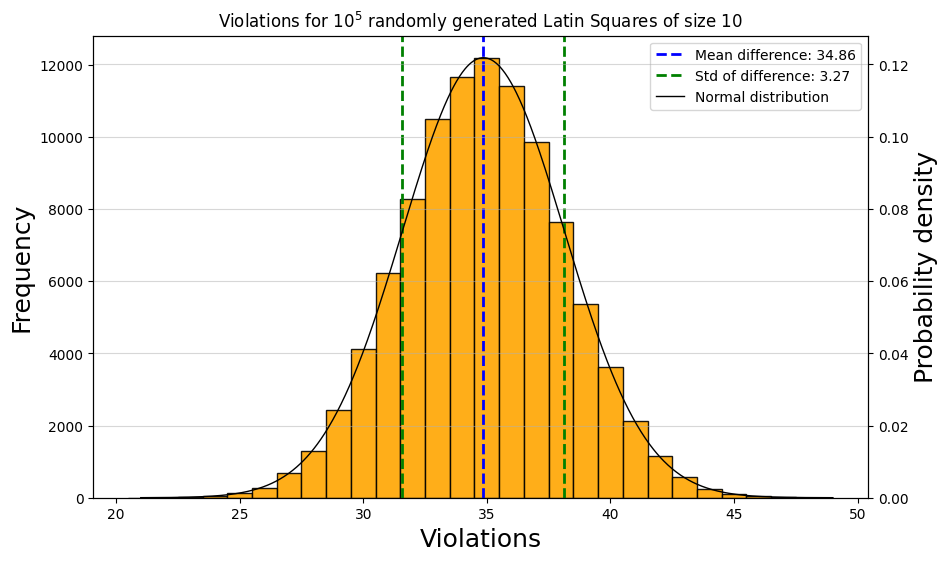 Violations for 10⁵ randomly generated Latin Squares of size 10
Mean difference: 34.86
Std of difference: 3.27
Normal distribution
12000
10000
8000
6000
4000
2000
0
Frequency
0.12
0.10
0.08
0.06
0.04
0.02
0.00
Probability density
20 25 30 35 40 45 50
Violations